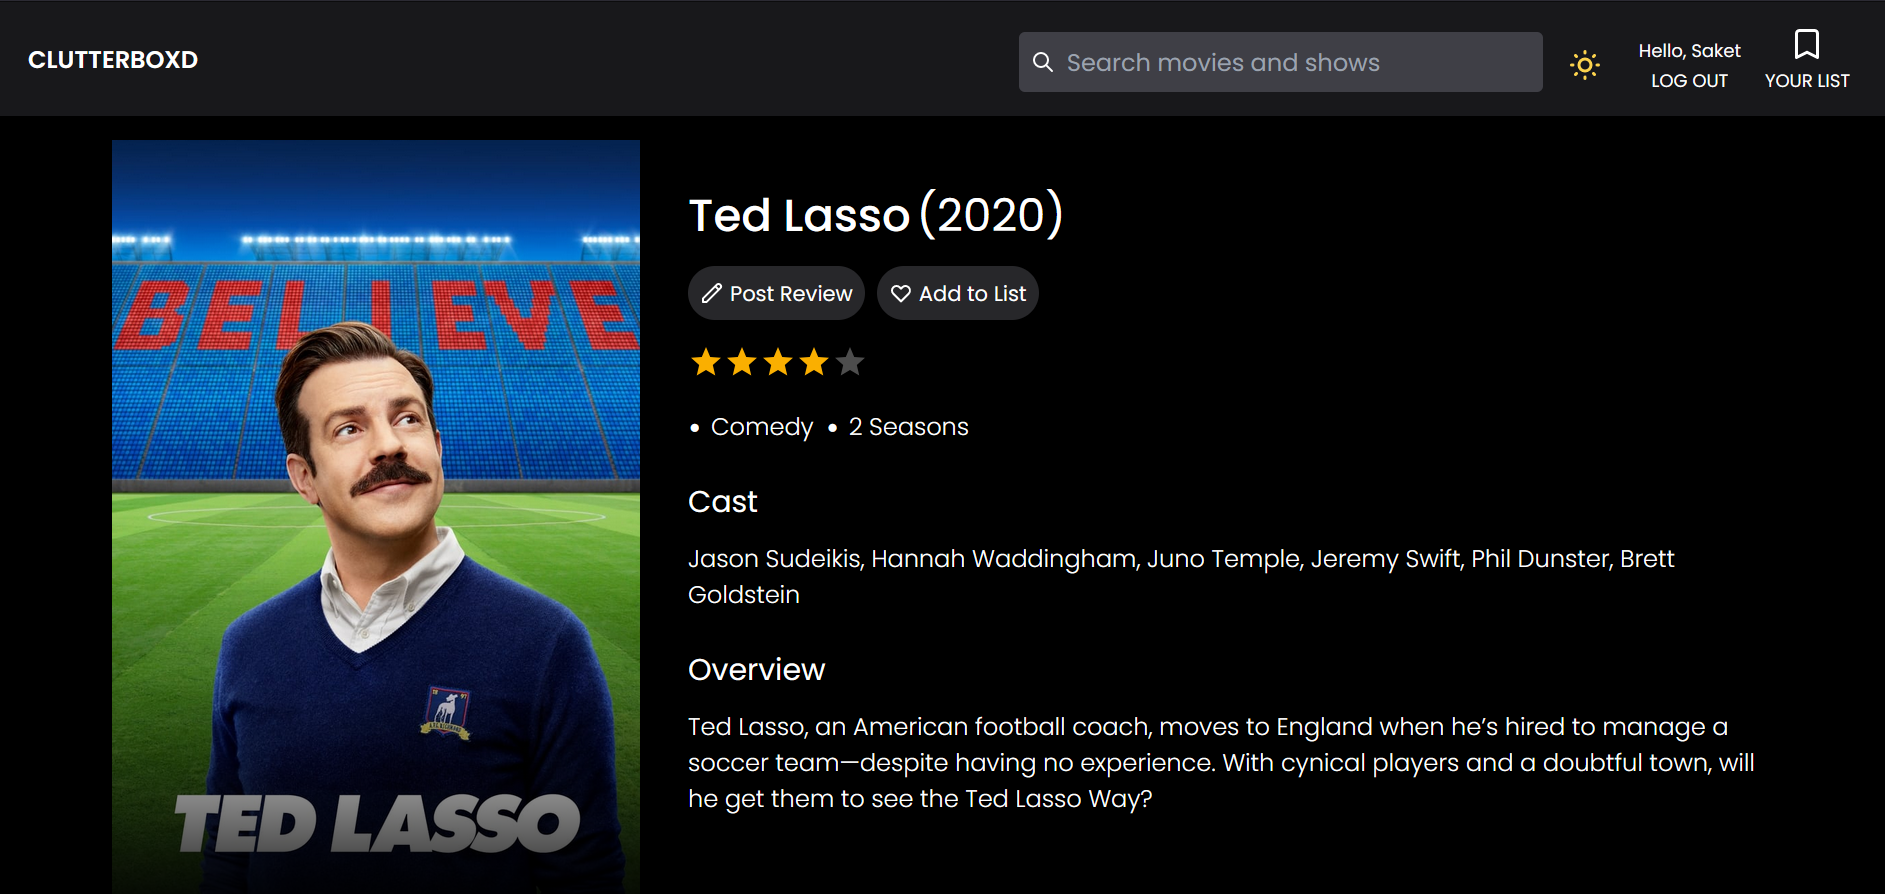 CLUTTERBOXD
Search movies and shows
Hello, Saket
LOG OUT
YOUR LIST
BELIEVE
TED LASSO
Ted Lasso (2020)
Post Review
Add to List
• Comedy • 2 Seasons
Cast
Jason Sudeikis, Hannah Waddingham, Juno Temple, Jeremy Swift, Phil Dunster, Brett
Goldstein
Overview
Ted Lasso, an American football coach, moves to England when he’s hired to manage a
soccer team—despite having no experience. With cynical players and a doubtful town, will
he get them to see the Ted Lasso Way?